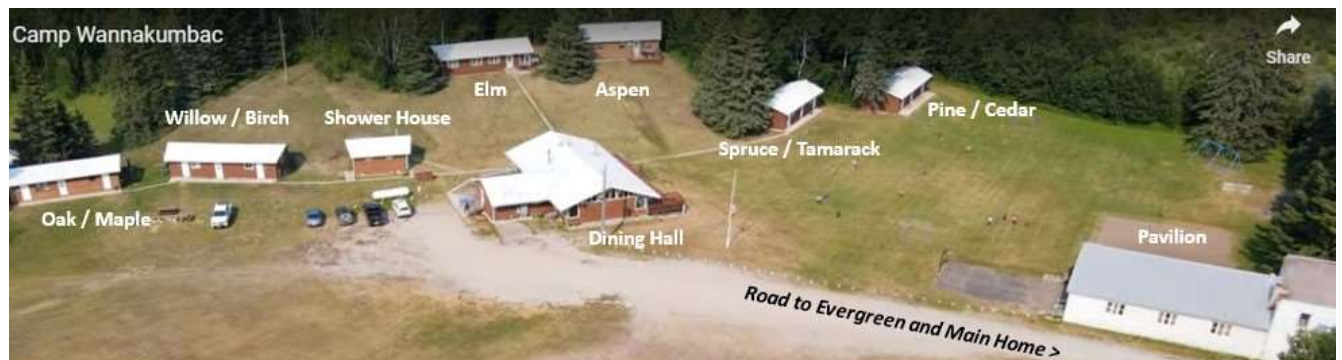 Camp Wannakumbac
Share
Elm
Aspen
Willow / Birch
Shower House
Pine / Cedar
Spruce / Tamarack
Oak / Maple
Dining Hall
Pavilion
Road to Evergreen and Main Home >